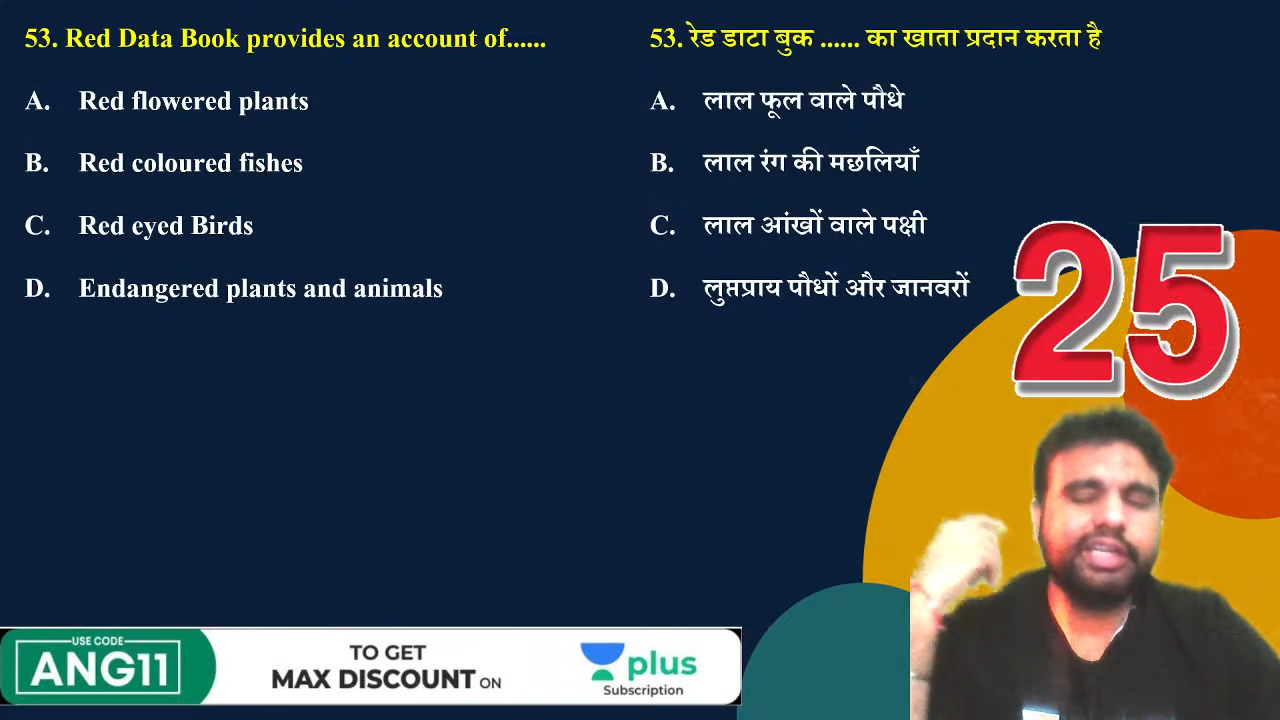 53. Red Data Book provides an account of......
A. Red flowered plants
B. Red coloured fishes
C. Red eyed Birds
D. Endangered plants and animals
53. रेड डाटा बुक ...... का खाता प्रदान करता है
A. लाल फूल वाले पौधे
B. लाल रंग की मछलियाँ
C. लाल आंखों वाले पक्षी
D. लुप्तप्राय पौधों और जानवरों
25
USE CODE
ANG11
TO GET
MAX DISCOUNT ON
plus
Subscription